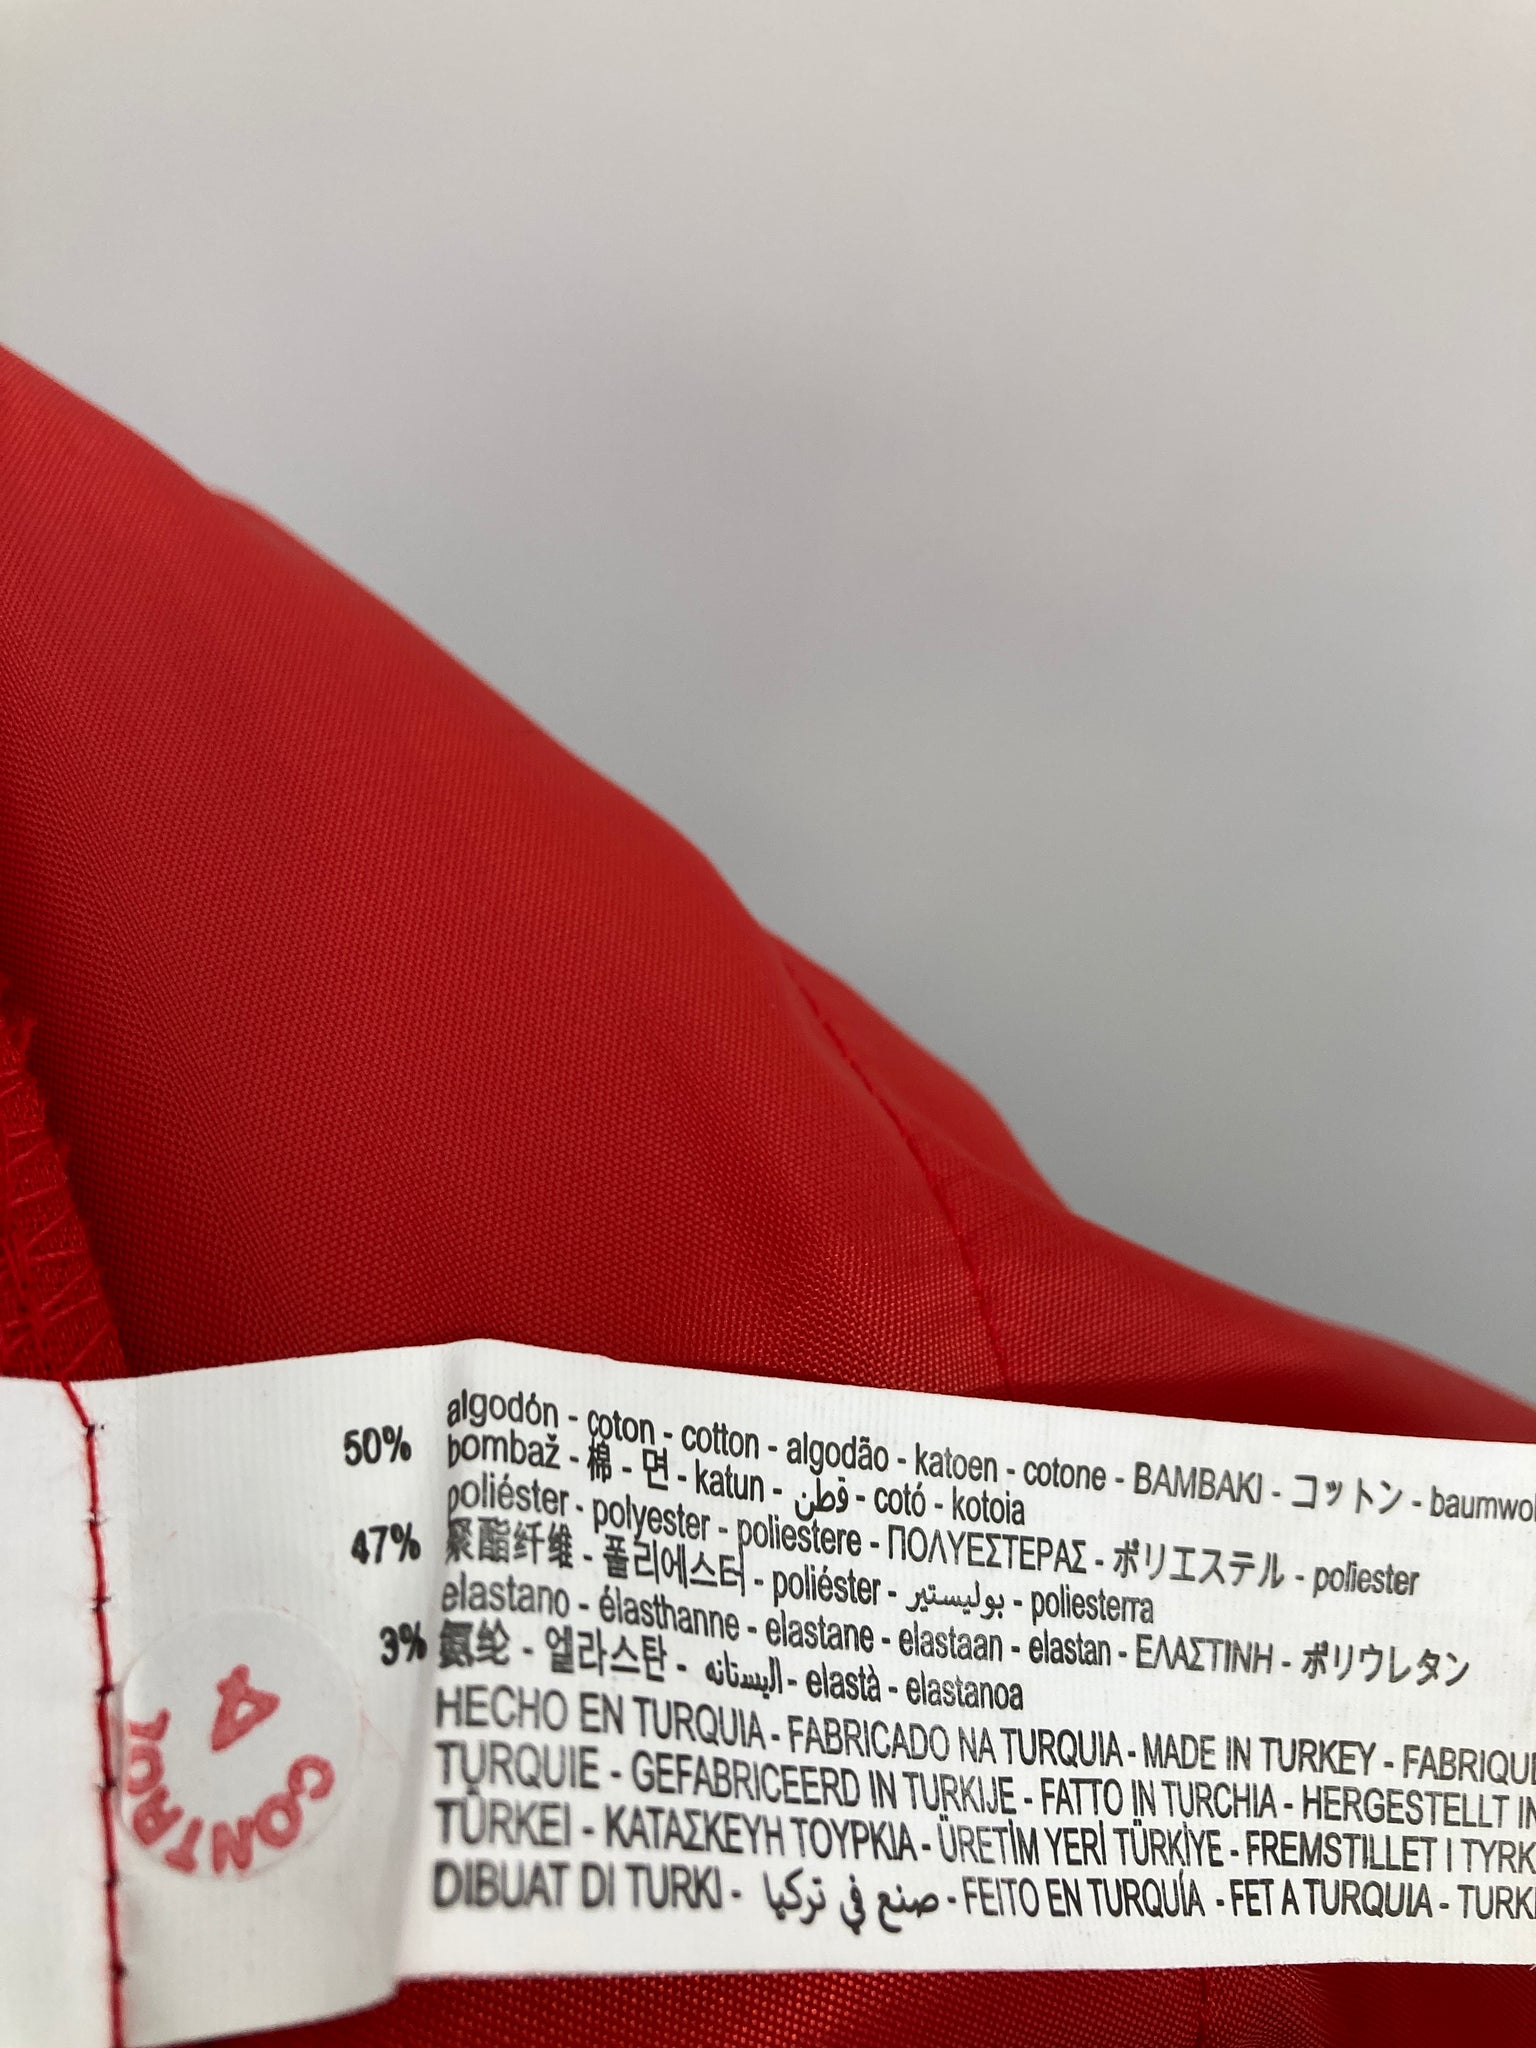 50% algodón - coton - cotton - algodão - katoen - cotone - BAMBAKI - コットン - baumwol
bombaž - 棉 - 면 - katun - قطن - cotó - kotoia
47% poliéster - polyester - poliestere - ΠΟΛΥΕΣΤΕΡΑΣ - ポリエステル - poliester
聚酯纤维 - 폴리에스터 - poliéster - بوليستير - poliesterra
3% elastano - élasthanne - elastane - elastaan - elastan - ΕΛΑΣΤΙΝΗ - ポリウレタン
氨纶 - 엘라스탄 - اليستانه - elastà - elastanoa
HECHO EN TURQUIA - FABRICADO NA TURQUIA - MADE IN TURKEY - FABRIQUE
TURQUIE - GEFABRICEERD IN TURKIJE - FATTO IN TURCHIA - HERGESTELLT IN
TÜRKEI - ΚΑΤΑΣΚΕΥΗ ΤΟΥΡΚΙΑ - ÜRETİM YERİ TÜRKİYE - FREMSTILLET I TYRK
DIBUAT DI TURKI - صنع في تركيا - FEITO EN TURQUÍA - FET A TURQUIA - TURKI
CONTROL
4